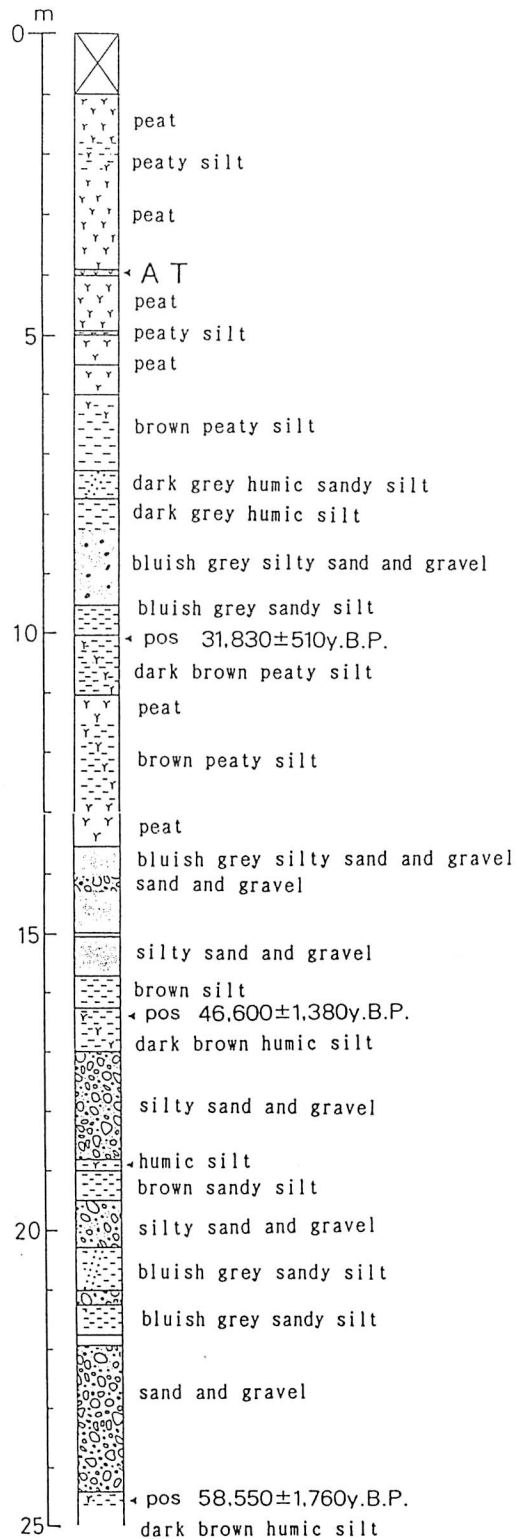 m
0
peat
peaty silt
peat
A T
peat
5
peaty silt
peat
brown peaty silt
dark grey humic sandy silt
dark grey humic silt
bluish grey silty sand and gravel
bluish grey sandy silt
10
pos 31,830±510y.B.P.
dark brown peaty silt
peat
brown peaty silt
peat
bluish grey silty sand and gravel
sand and gravel
15
silty sand and gravel
brown silt
pos 46,600±1,380y.B.P.
dark brown humic silt
silty sand and gravel
humic silt
brown sandy silt
20
silty sand and gravel
bluish grey sandy silt
bluish grey sandy silt
sand and gravel
pos 58,550±1,760y.B.P.
25
dark brown humic silt